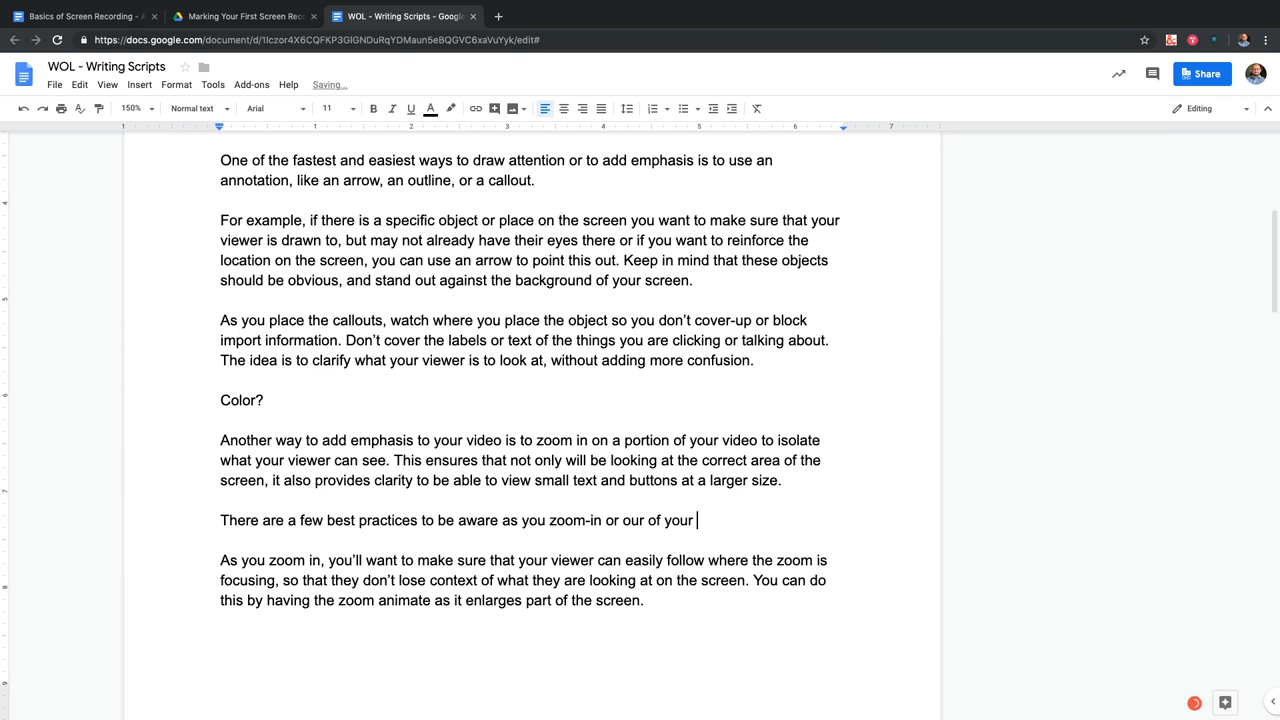 Basics of Screen Recording - A
Marking Your First Screen Reco
WOL - Writing Scripts - Google
https://docs.google.com/document/d/1Iczor4X6CQFKP3GlGNDuRqYDMaun5eBQGVC6xaVuYyk/edit#
WOL - Writing Scripts
File Edit View Insert Format Tools Add-ons Help Saving...
Share
150% Normal text Arial 11 B I U A Editing
1 1 2 3 4 5 6 7
One of the fastest and easiest ways to draw attention or to add emphasis is to use an
annotation, like an arrow, an outline, or a callout.
For example, if there is a specific object or place on the screen you want to make sure that your
viewer is drawn to, but may not already have their eyes there or if you want to reinforce the
location on the screen, you can use an arrow to point this out. Keep in mind that these objects
should be obvious, and stand out against the background of your screen.
As you place the callouts, watch where you place the object so you don’t cover-up or block
import information. Don’t cover the labels or text of the things you are clicking or talking about.
The idea is to clarify what your viewer is to look at, without adding more confusion.
Color?
Another way to add emphasis to your video is to zoom in on a portion of your video to isolate
what your viewer can see. This ensures that not only will be looking at the correct area of the
screen, it also provides clarity to be able to view small text and buttons at a larger size.
There are a few best practices to be aware as you zoom-in or our of your
As you zoom in, you’ll want to make sure that your viewer can easily follow where the zoom is
focusing, so that they don’t lose context of what they are looking at on the screen. You can do
this by having the zoom animate as it enlarges part of the screen.